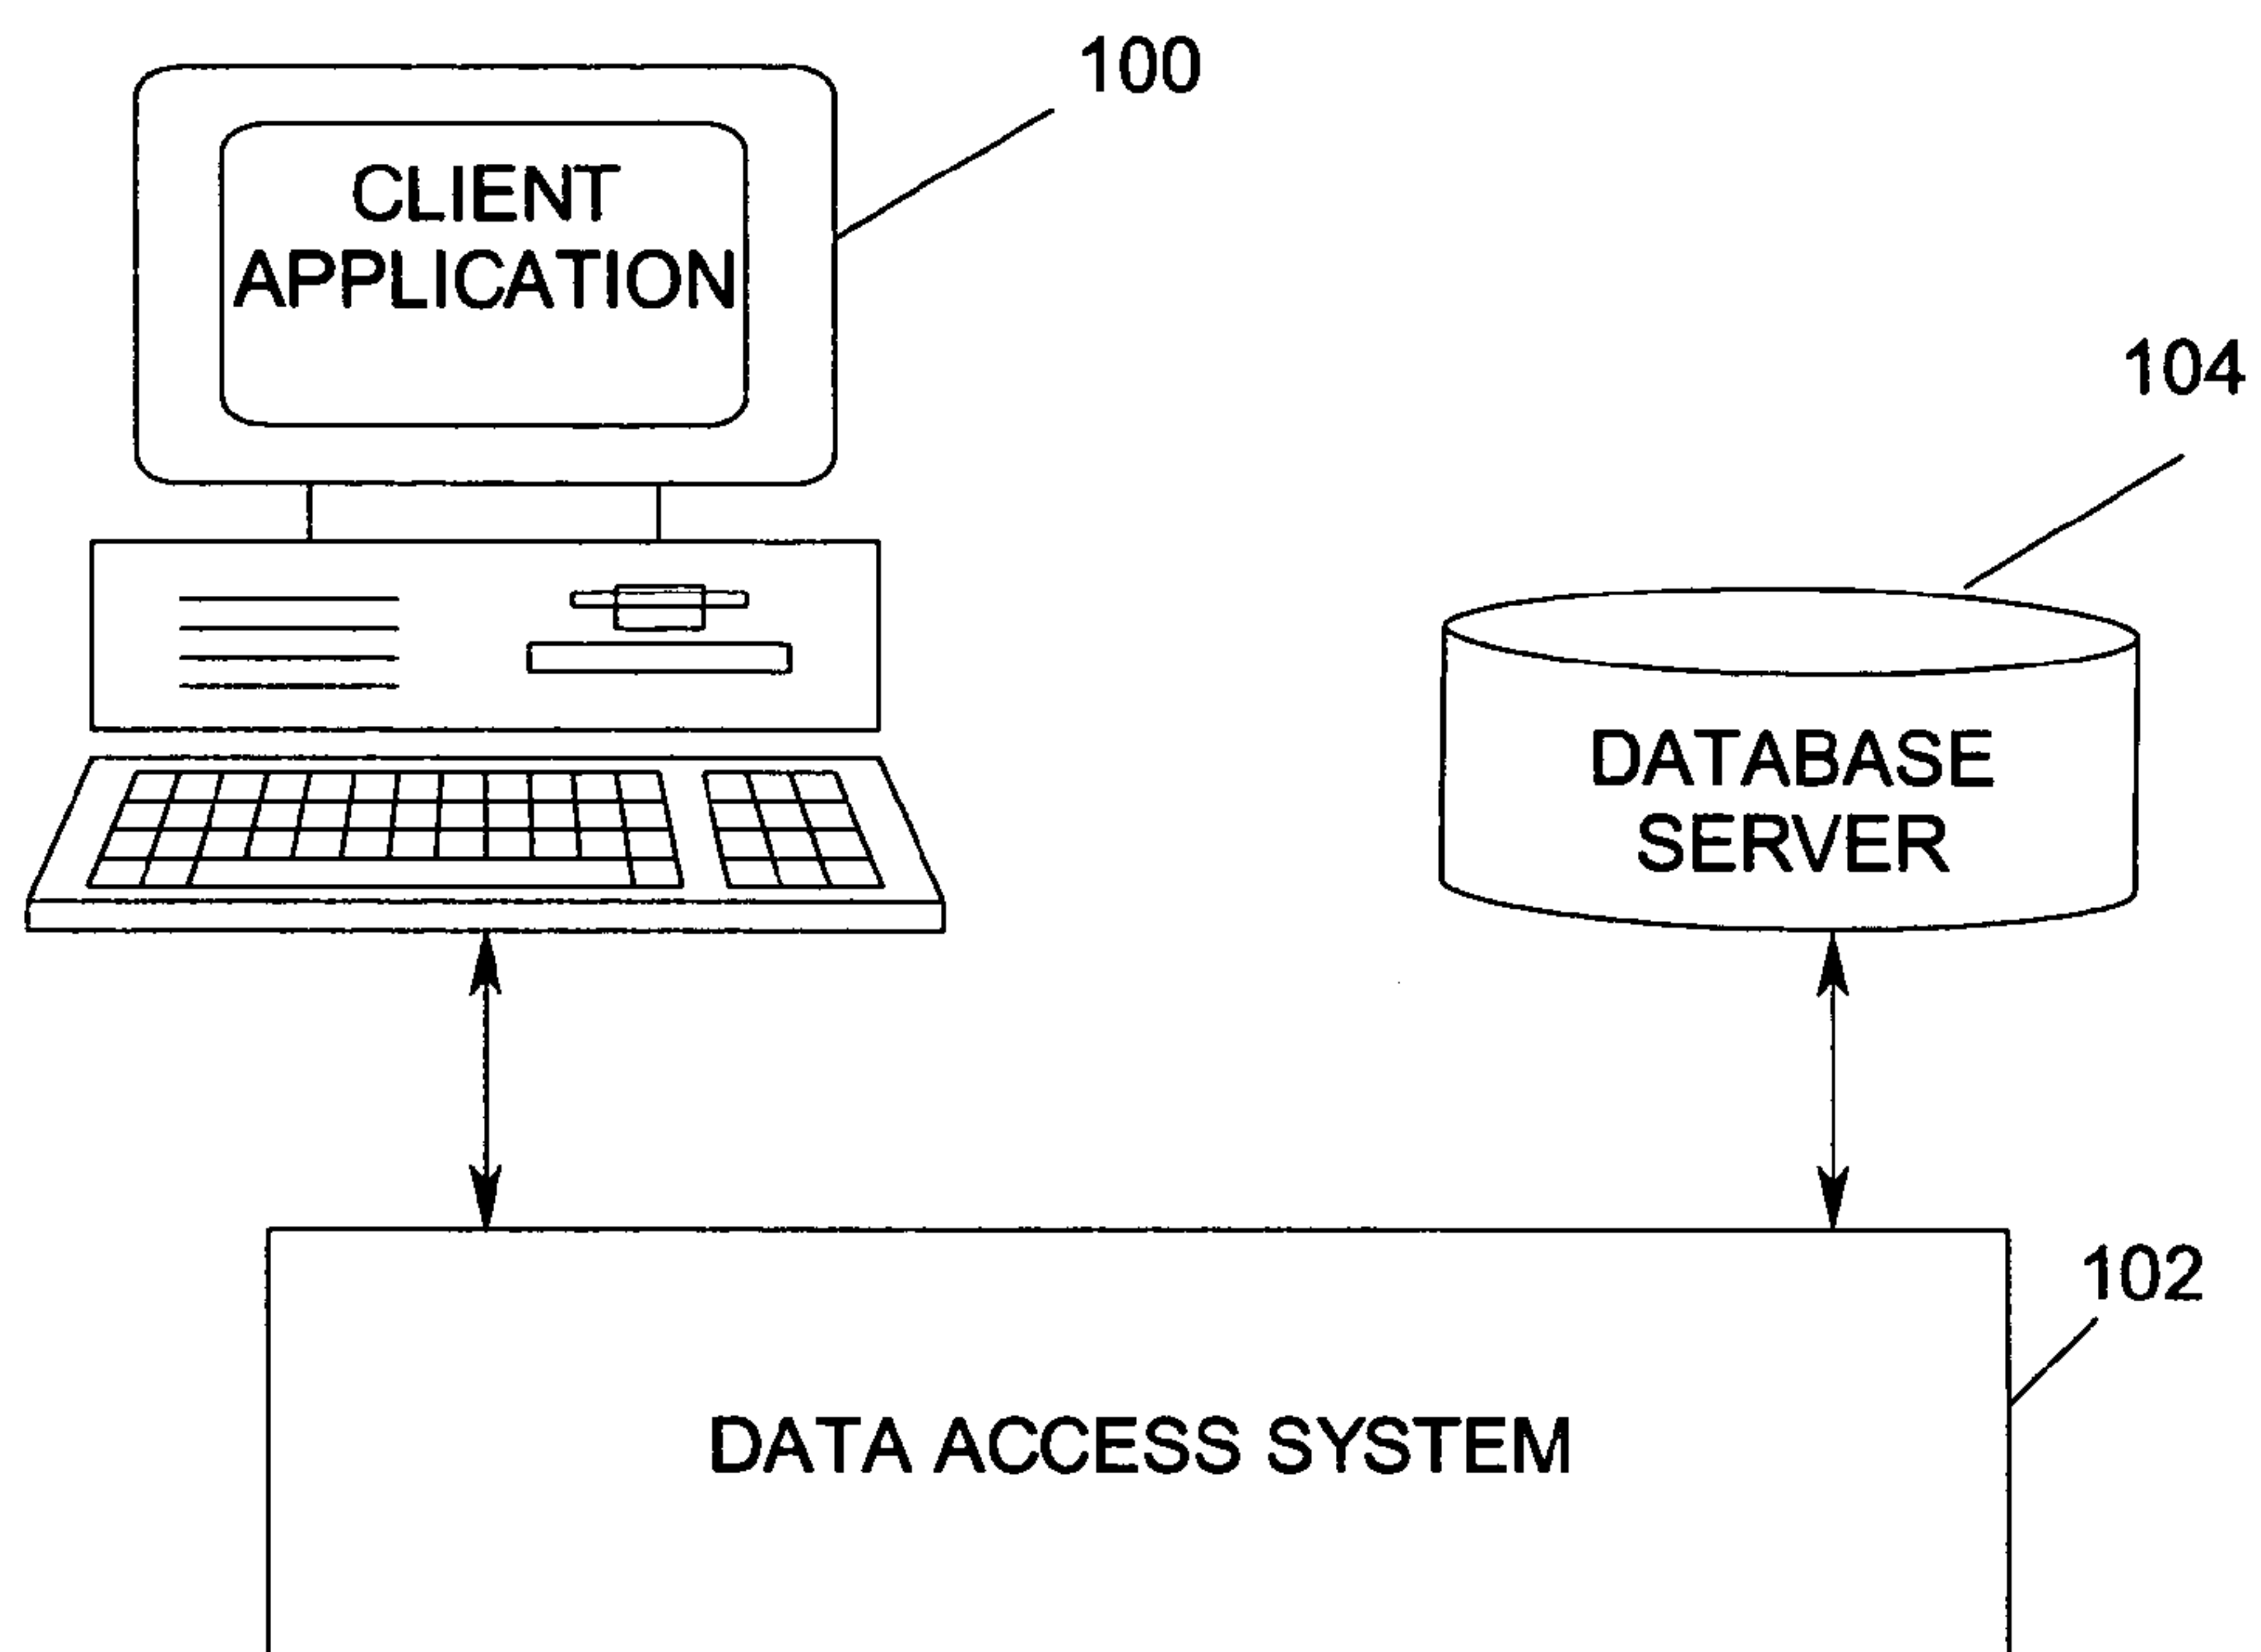 100
CLIENT
APPLICATION
104
DATABASE
SERVER
102
DATA ACCESS SYSTEM